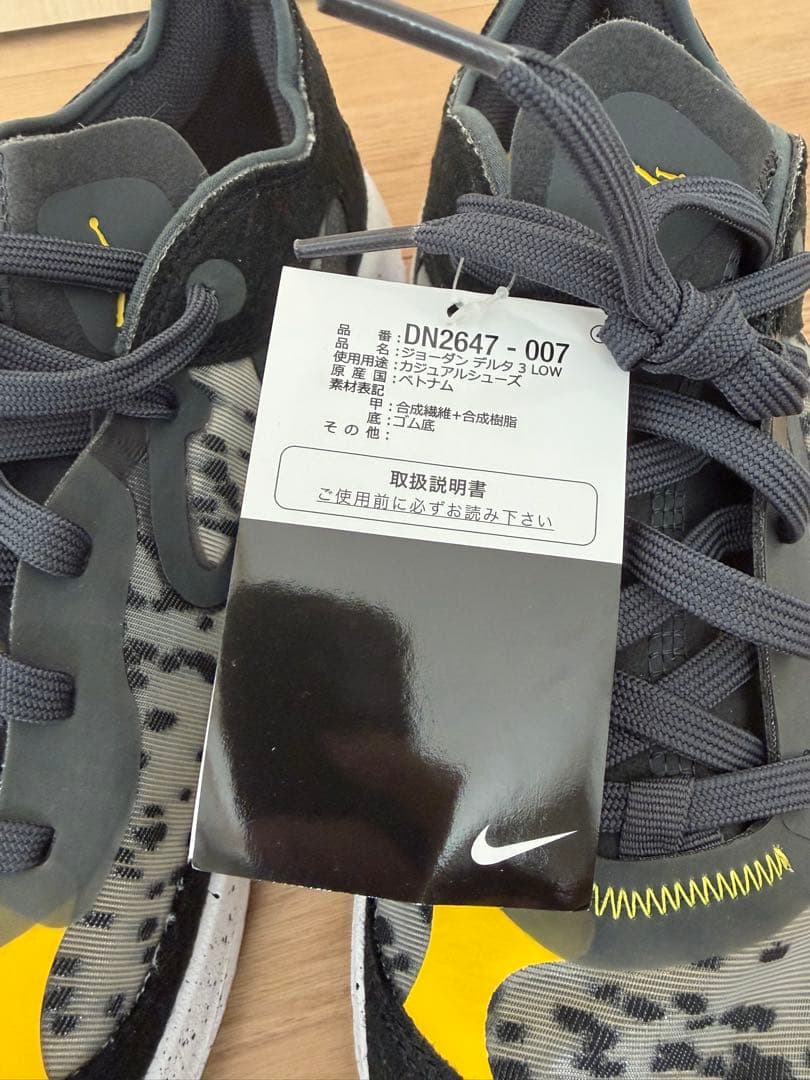 品番:DN2647 - 007
品名:ジョーダン デルタ 3 LOW
使用用途:カジュアルシューズ
原産国:ベトナム
素材表記
甲:合成繊維+合成樹脂
底:ゴム底
その他:
取扱説明書
ご使用前に必ずお読み下さい